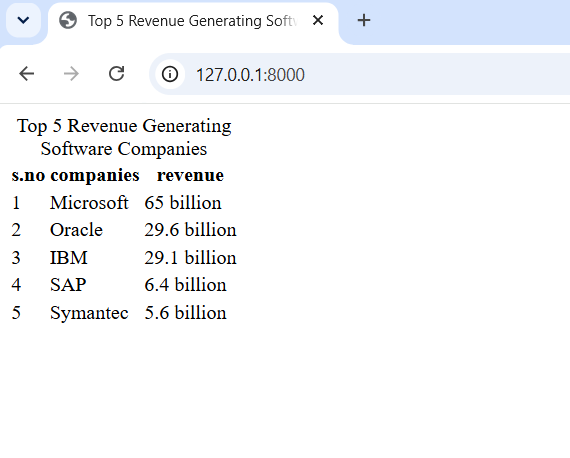 Top 5 Revenue Generating Soft
127.0.0.1:8000
Top 5 Revenue Generating
Software Companies
s.no companies revenue
1 Microsoft 65 billion
2 Oracle 29.6 billion
3 IBM 29.1 billion
4 SAP 6.4 billion
5 Symantec 5.6 billion